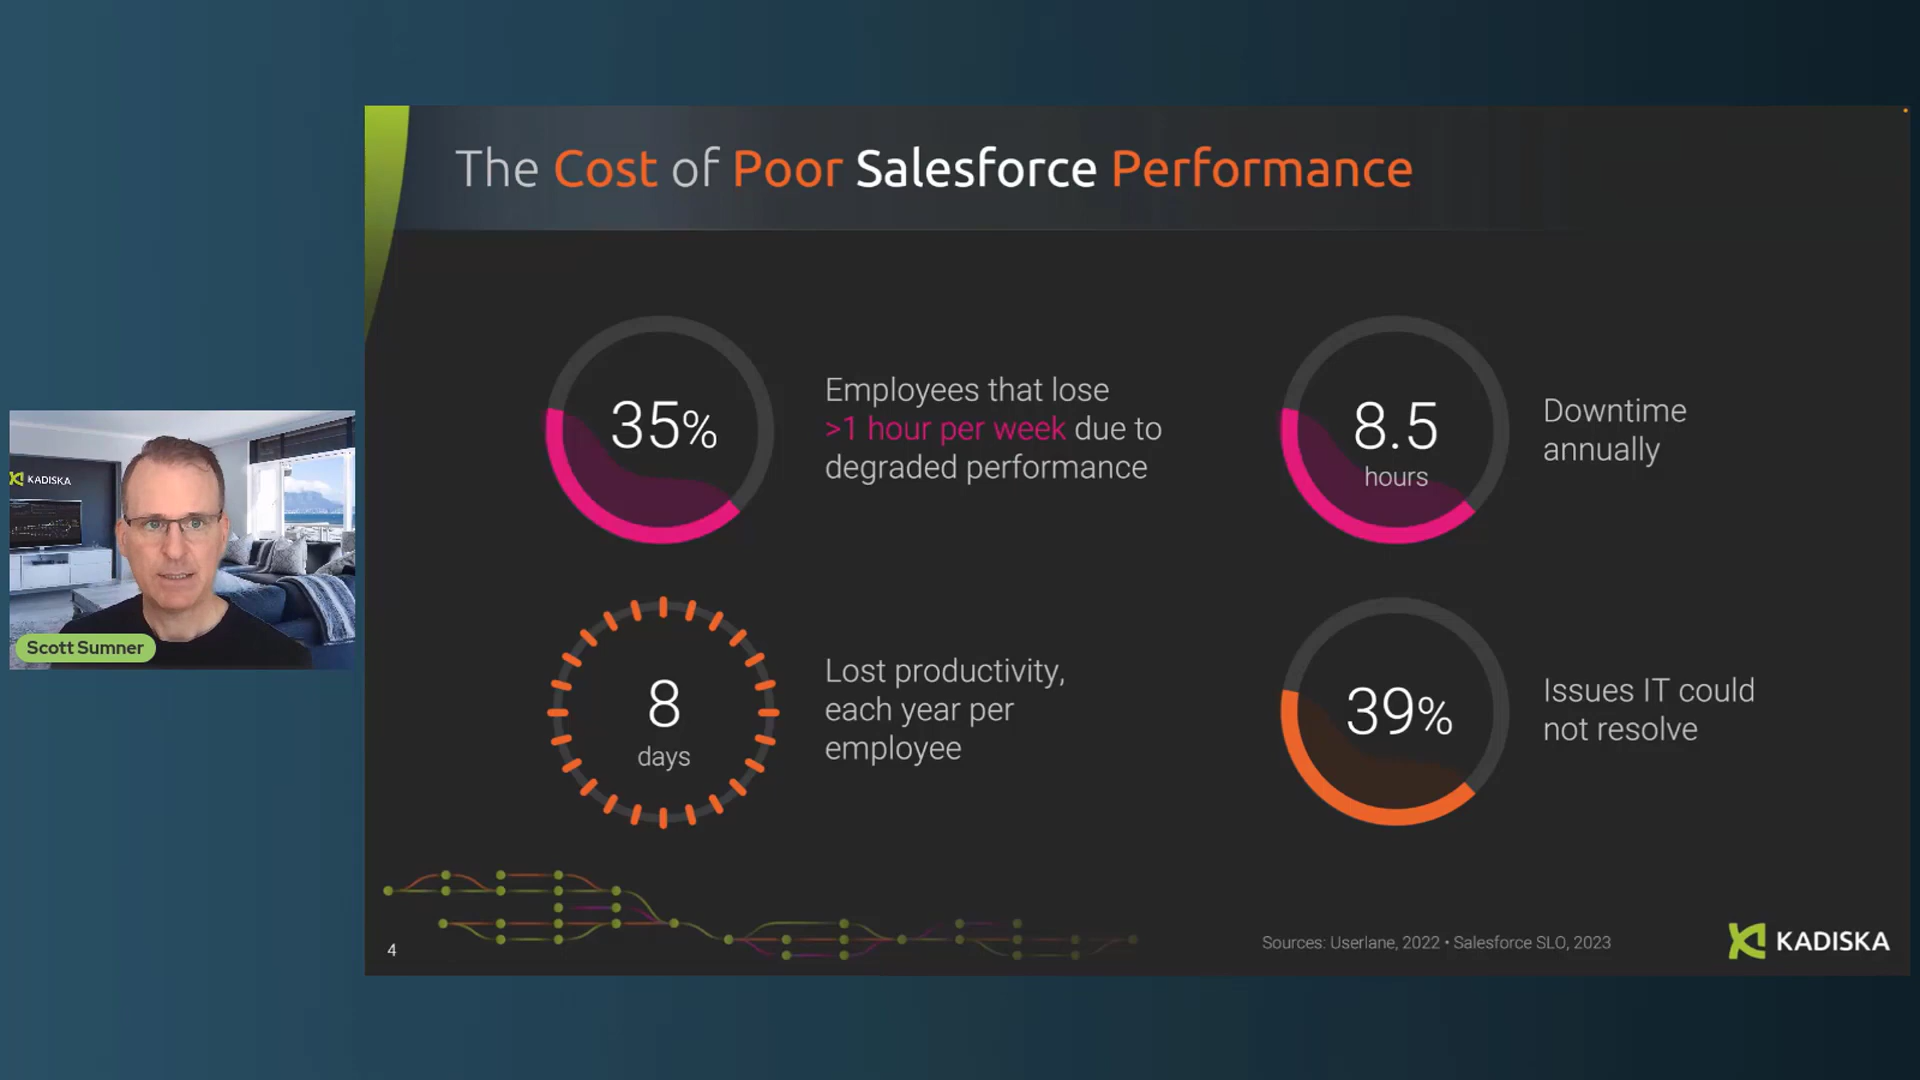 The Cost of Poor Salesforce Performance
35%
Employees that lose
>1 hour per week due to
degraded performance
8.5
hours
Downtime
annually
8
days
Lost productivity,
each year per
employee
39%
Issues IT could
not resolve
KADISKA
Scott Sumner
4
Sources: Userlane, 2022 • Salesforce SLO, 2023
KADISKA